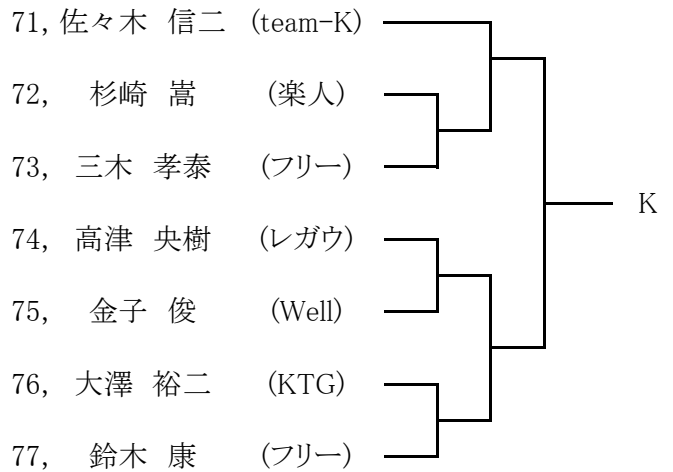 71, 佐々木 信二 (team-K)
72, 杉崎 嵩 (楽人)
73, 三木 孝泰 (フリー)
K
74, 高津 央樹 (レガウ)
75, 金子 俊 (Well)
76, 大澤 裕二 (KTG)
77, 鈴木 康 (フリー)